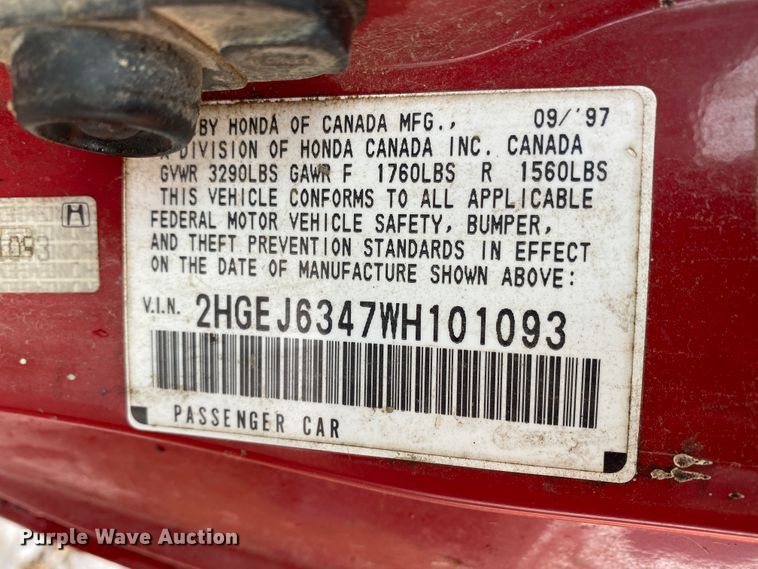 BY HONDA OF CANADA MFG., 09/'97
A DIVISION OF HONDA CANADA INC. CANADA
GVWR 3290LBS GAWR F 1760LBS R 1560LBS
THIS VEHICLE CONFORMS TO ALL APPLICABLE
FEDERAL MOTOR VEHICLE SAFETY, BUMPER,
AND THEFT PREVENTION STANDARDS IN EFFECT
ON THE DATE OF MANUFACTURE SHOWN ABOVE:
V.I.N. 2HGEJ6347WH101093
PASSENGER CAR
1093
Purple Wave Auction